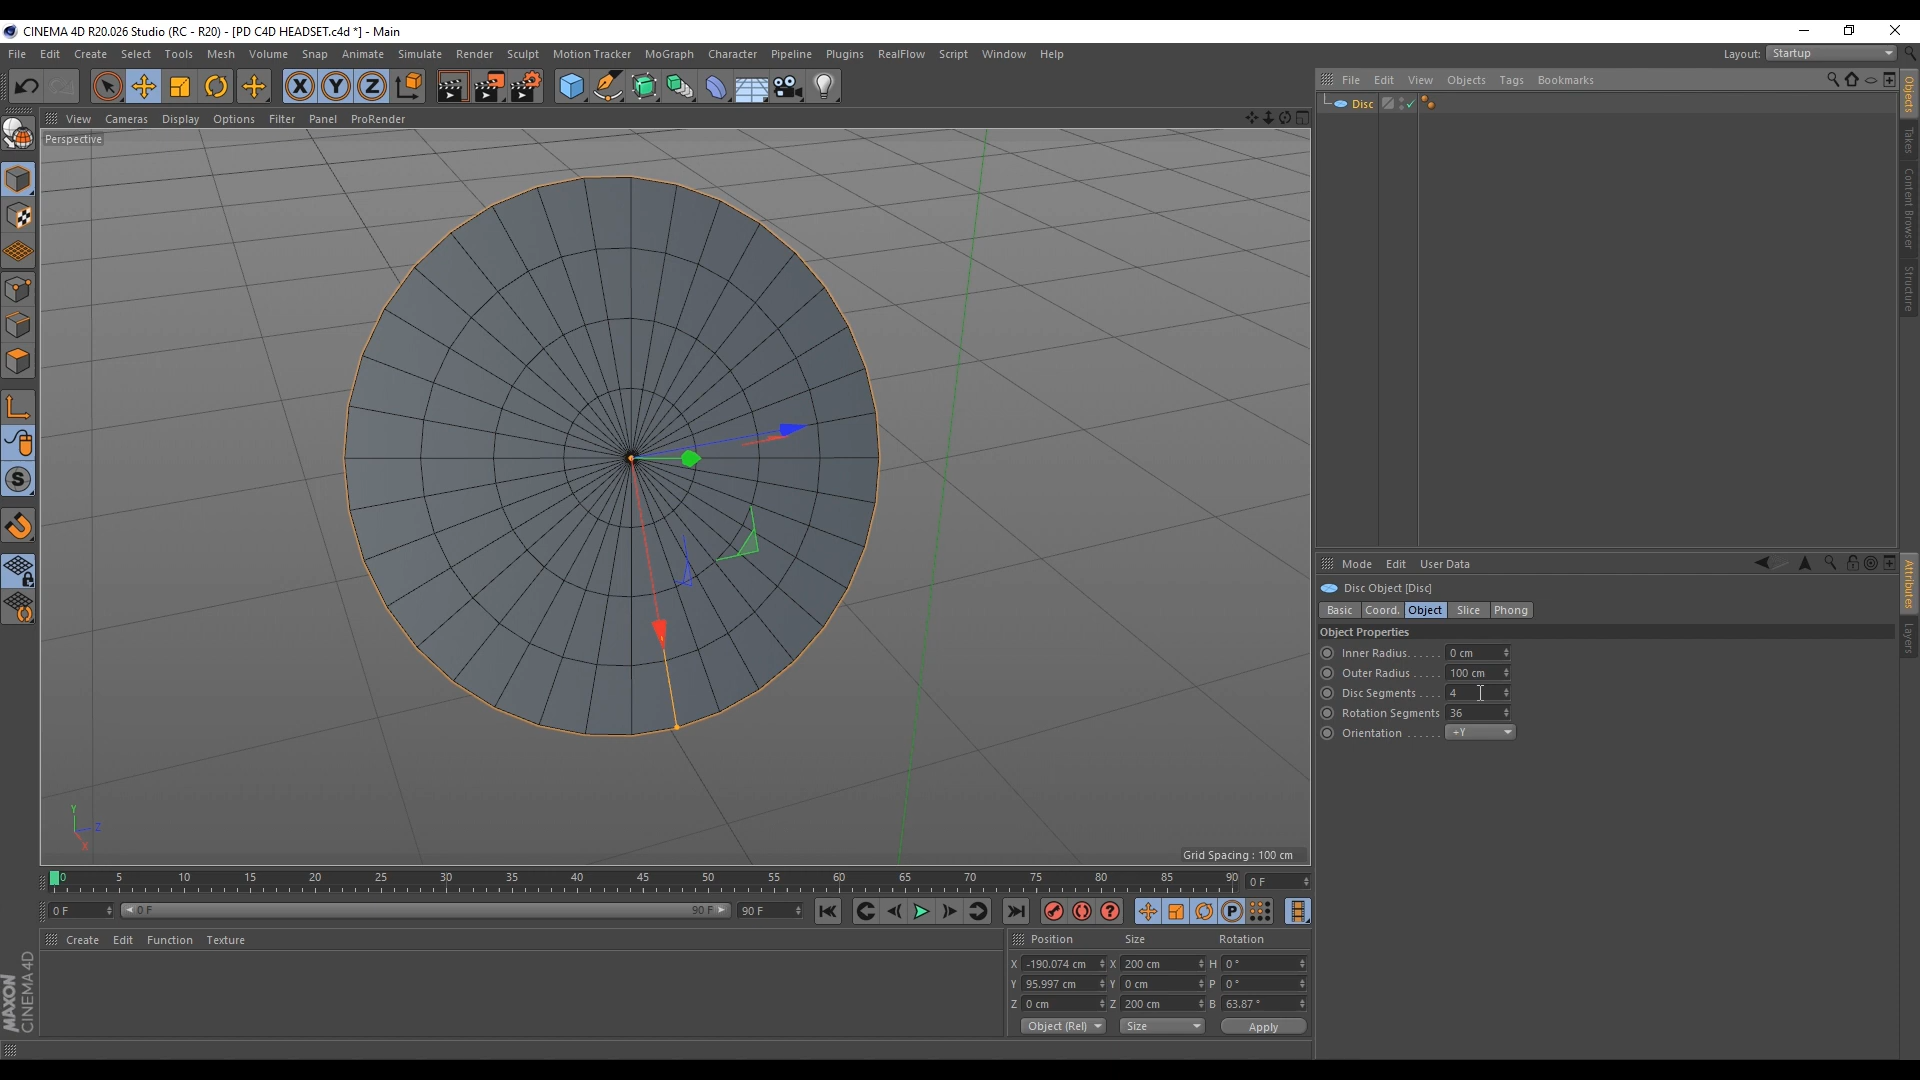 CINEMA 4D R20.026 Studio (RC - R20) - [PD C4D HEADSET.c4d *] - Main
File Edit Create Select Tools Mesh Volume Snap Animate Simulate Render Sculpt Motion Tracker MoGraph Character Pipeline Plugins RealFlow Script Window Help Layout: Startup
X Y Z
File Edit View Objects Tags Bookmarks
Objects
Takes
Content Browser
Structure
Disc
View Cameras Display Options Filter Panel ProRender
Perspective
S
Mode Edit User Data
Attributes
Layers
Disc Object [Disc]
Basic Coord. Object Slice Phong
Object Properties
Inner Radius...... 0 cm
Outer Radius..... 100 cm
Disc Segments.... 4
Rotation Segments 36
Orientation...... +Y
Y
Z
X
Grid Spacing : 100 cm
0 5 10 15 20 25 30 35 40 45 50 55 60 65 70 75 80 85 90 0 F
0 F 0 F 90 F 90 F ? P
Create Edit Function Texture
Position Size Rotation
X -190.074 cm X 200 cm H 0 °
Y 95.997 cm Y 0 cm P 0 °
Z 0 cm Z 200 cm B 63.87 °
Object (Rel) Size Apply
MAXON
CINEMA 4D